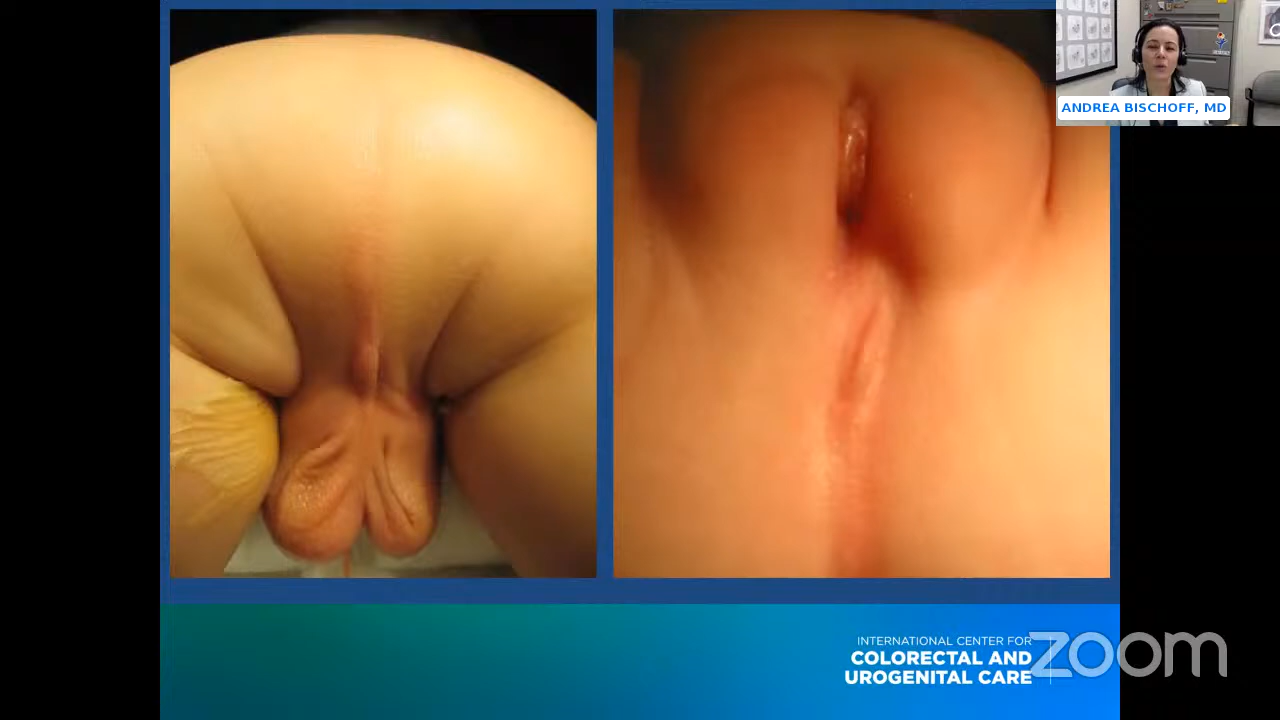 ANDREA BISCHOFF, MD
INTERNATIONAL CENTER FOR
COLORECTAL AND
UROGENITAL CARE
zoom